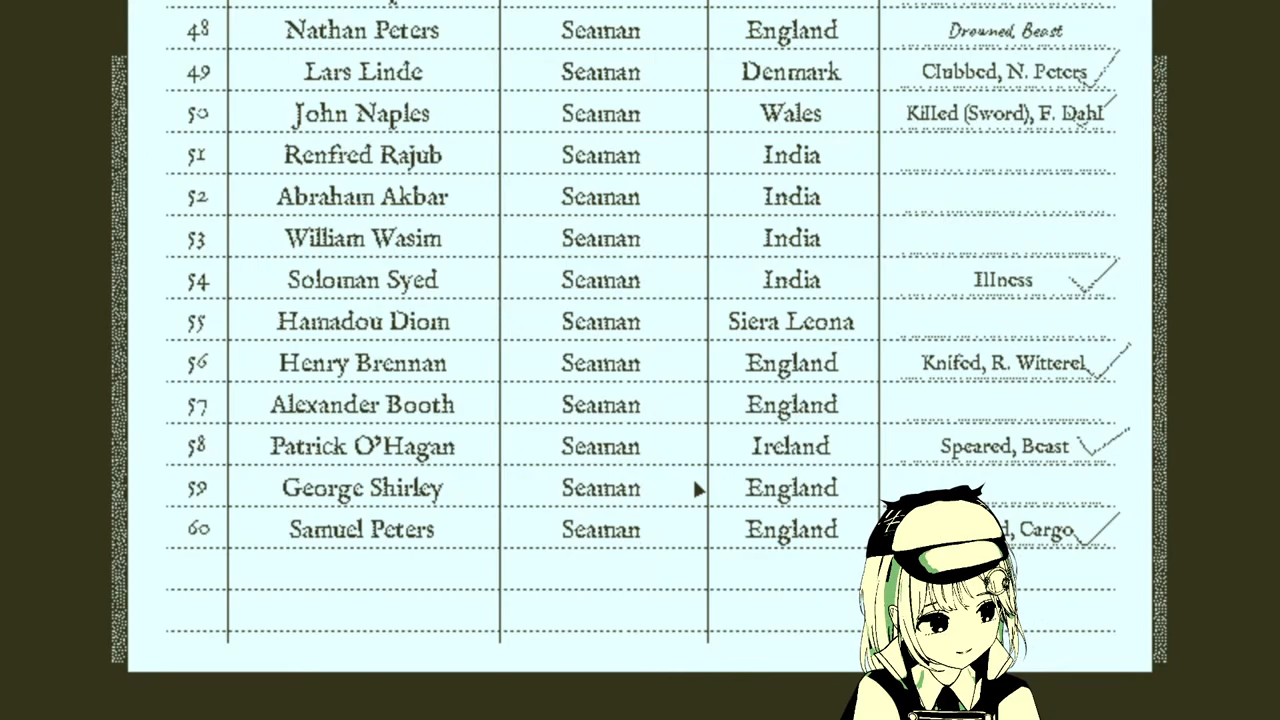 48 Nathan Peters Seaman England Drowned, Beast
49 Lars Linde Seaman Denmark Clubbed, N. Peters
50 John Naples Seaman Wales Killed (Sword), F. Dahl
51 Renfred Rajub Seaman India
52 Abraham Akbar Seaman India
53 William Wasim Seaman India
54 Soloman Syed Seaman India Illness
55 Hamadou Diom Seaman Siera Leona
56 Henry Brennan Seaman England Knifed, R. Witterel
57 Alexander Booth Seaman England
58 Patrick O'Hagan Seaman Ireland Speared, Beast
59 George Shirley Seaman England
60 Samuel Peters Seaman England Cargo